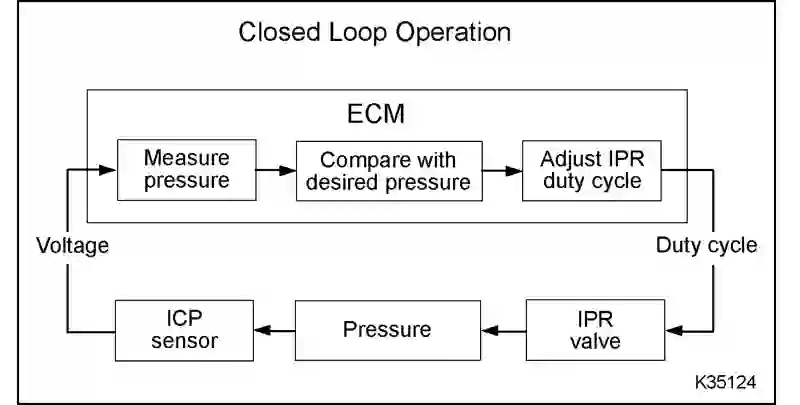 Closed Loop Operation
ECM
Measure
pressure
Compare with
desired pressure
Adjust IPR
duty cycle
Voltage
Duty cycle
ICP
sensor
Pressure
IPR
valve
K35124